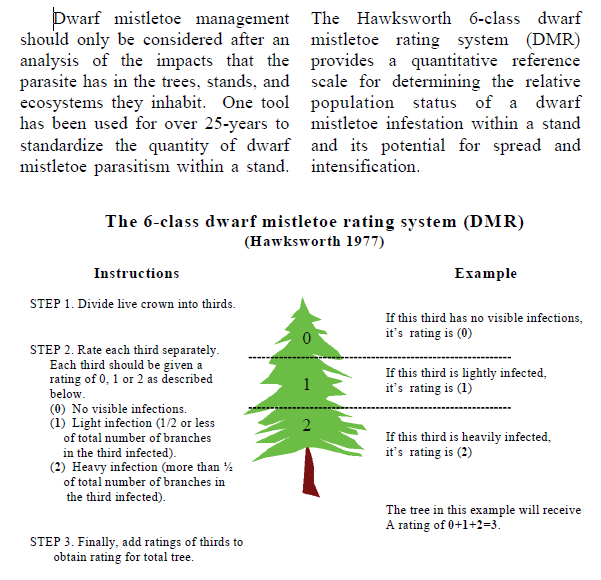 Dwarf mistletoe management
should only be considered after an
analysis of the impacts that the
parasite has in the trees, stands, and
ecosystems they inhabit. One tool
has been used for over 25-years to
standardize the quantity of dwarf
mistletoe parasitism within a stand.
The Hawksworth 6-class dwarf
mistletoe rating system (DMR)
provides a quantitative reference
scale for determining the relative
population status of a dwarf
mistletoe infestation within a stand
and its potential for spread and
intensification.
The 6-class dwarf mistletoe rating system (DMR)
(Hawksworth 1977)
Instructions
STEP 1. Divide live crown into thirds.
STEP 2. Rate each third separately.
Each third should be given a
rating of 0, 1 or 2 as described
below.
(0) No visible infections.
(1) Light infection (1/2 or less
of total number of branches
in the third infected).
(2) Heavy infection (more than ½
of total number of branches in
the third infected).
STEP 3. Finally, add ratings of thirds to
obtain rating for total tree.
0
1
2
Example
If this third has no visible infections,
it's rating is (0)
If this third is lightly infected,
it's rating is (1)
If this third is heavily infected,
it's rating is (2)
The tree in this example will receive
A rating of 0+1+2=3.